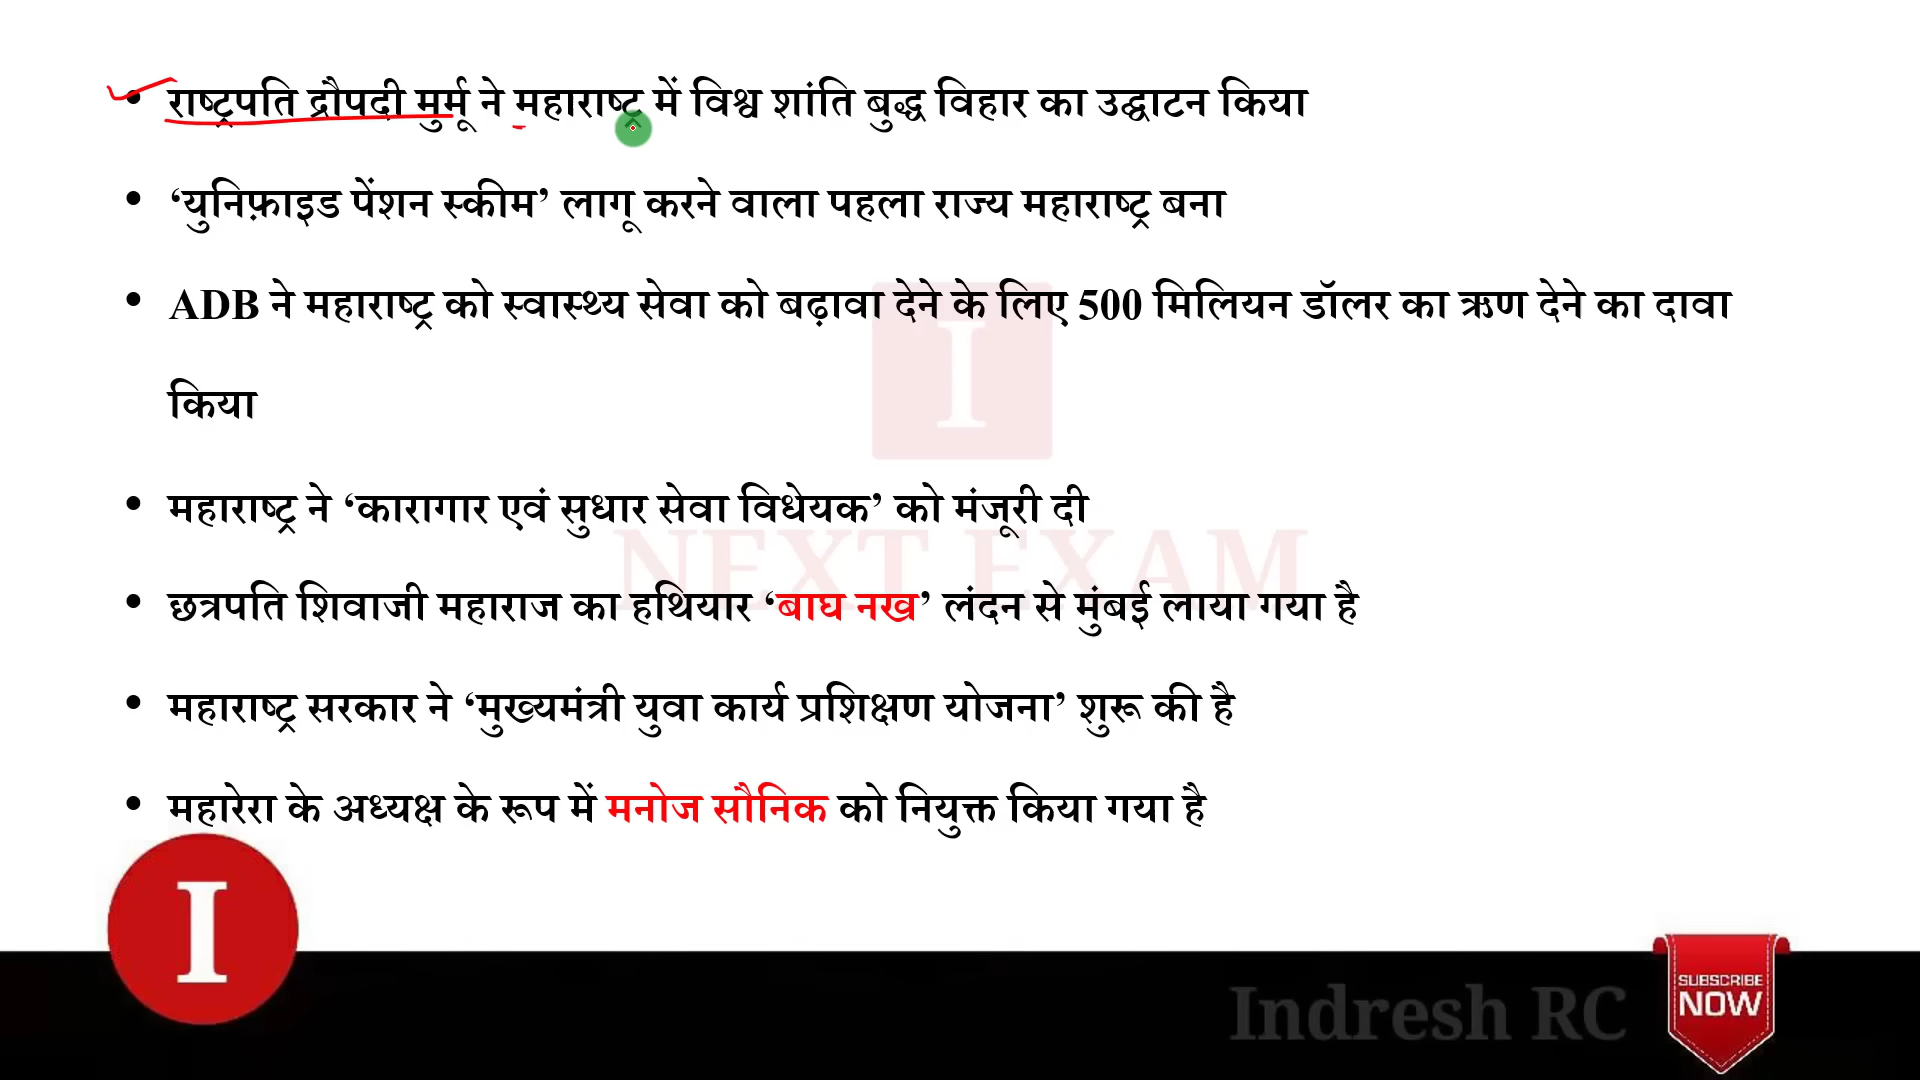 • राष्ट्रपति द्रौपदी मुर्मू ने महाराष्ट्र में विश्व शांति बुद्ध विहार का उद्घाटन किया
• ‘युनिफ़ाइड पेंशन स्कीम’ लागू करने वाला पहला राज्य महाराष्ट्र बना
• ADB ने महाराष्ट्र को स्वास्थ्य सेवा को बढ़ावा देने के लिए 500 मिलियन डॉलर का ऋण देने का दावा
किया
• महाराष्ट्र ने ‘कारागार एवं सुधार सेवा विधेयक’ को मंजूरी दी
• छत्रपति शिवाजी महाराज का हथियार ‘बाघ नख’ लंदन से मुंबई लाया गया है
• महाराष्ट्र सरकार ने ‘मुख्यमंत्री युवा कार्य प्रशिक्षण योजना’ शुरू की है
• महारेरा के अध्यक्ष के रूप में मनोज सौनिक को नियुक्त किया गया है
I
NEXT EXAM
I
Indresh RC
SUBSCRIBE
NOW